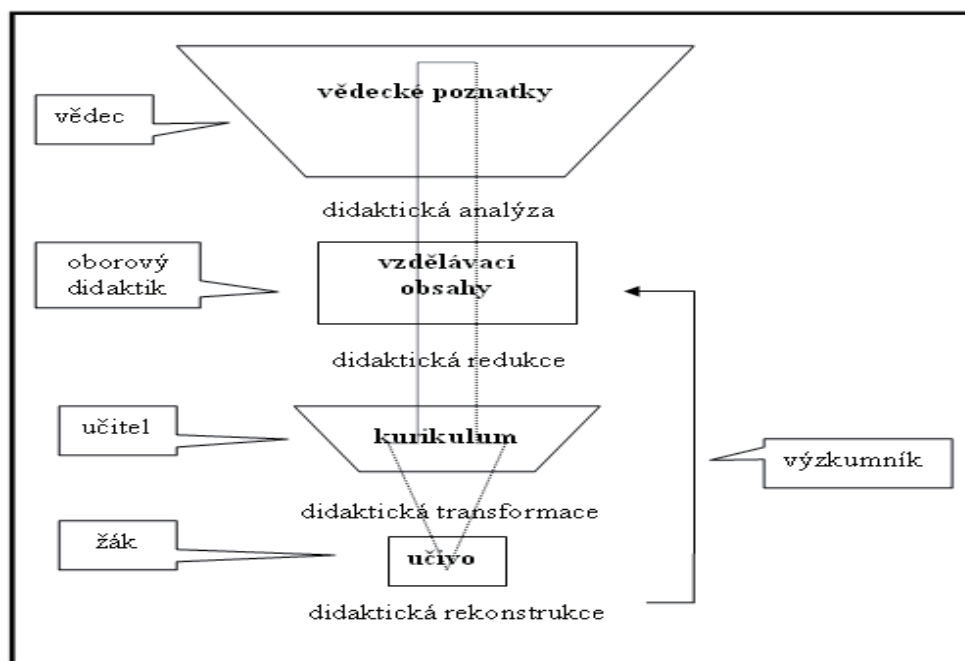 vědecké poznatky
vědec
didaktická analýza
oborový
didaktik
vzdělávací
obsahy
didaktická redukce
učitel
kurikulum
výzkumník
didaktická transformace
žák
učivo
didaktická rekonstrukce